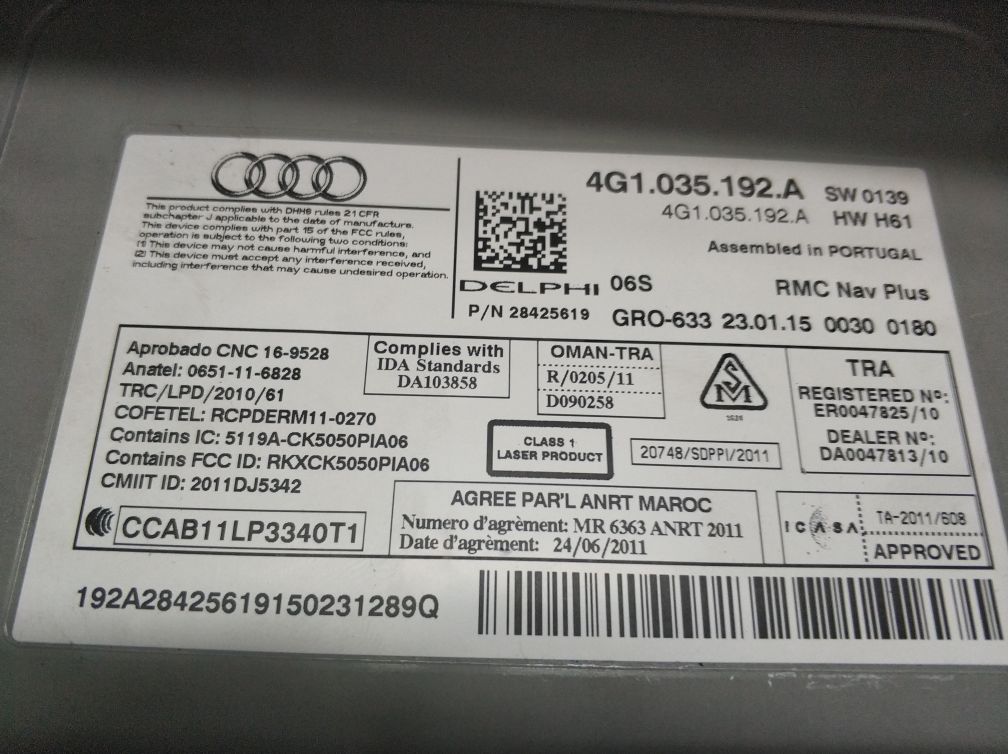 This product complies with DHHS rules 21 CFR
subchapter J applicable to the date of manufacture.
This device complies with part 15 of the FCC rules,
operation is subject to the following two conditions:
(1) This device may not cause harmful interference, and
(2) This device must accept any interference received,
including interference that may cause undesired operation.
4G1.035.192.A SW 0139
4G1.035.192.A HW H61
Assembled in PORTUGAL
DELPHI 06S RMC Nav Plus
P/N 28425619 GRO-633 23.01.15 0030 0180
Aprobado CNC 16-9528
Anatel: 0651-11-6828
TRC/LPD/2010/61
COFETEL: RCPDERM11-0270
Contains IC: 5119A-CK5050PIA06
Contains FCC ID: RKXCK5050PIA06
CMIIT ID: 2011DJ5342
CCAB11LP3340T1
Complies with
IDA Standards
DA103858
OMAN-TRA
R/0205/11
D090258
CLASS 1
LASER PRODUCT
20748/SDPPI/2011
TRA
REGISTERED Nº:
ER0047825/10
DEALER Nº:
DA0047813/10
AGREE PAR'L ANRT MAROC
Numero d'agrèment: MR 6363 ANRT 2011
Date d'agrèment: 24/06/2011
ICASA TA-2011/608
APPROVED
192A28425619150231289Q